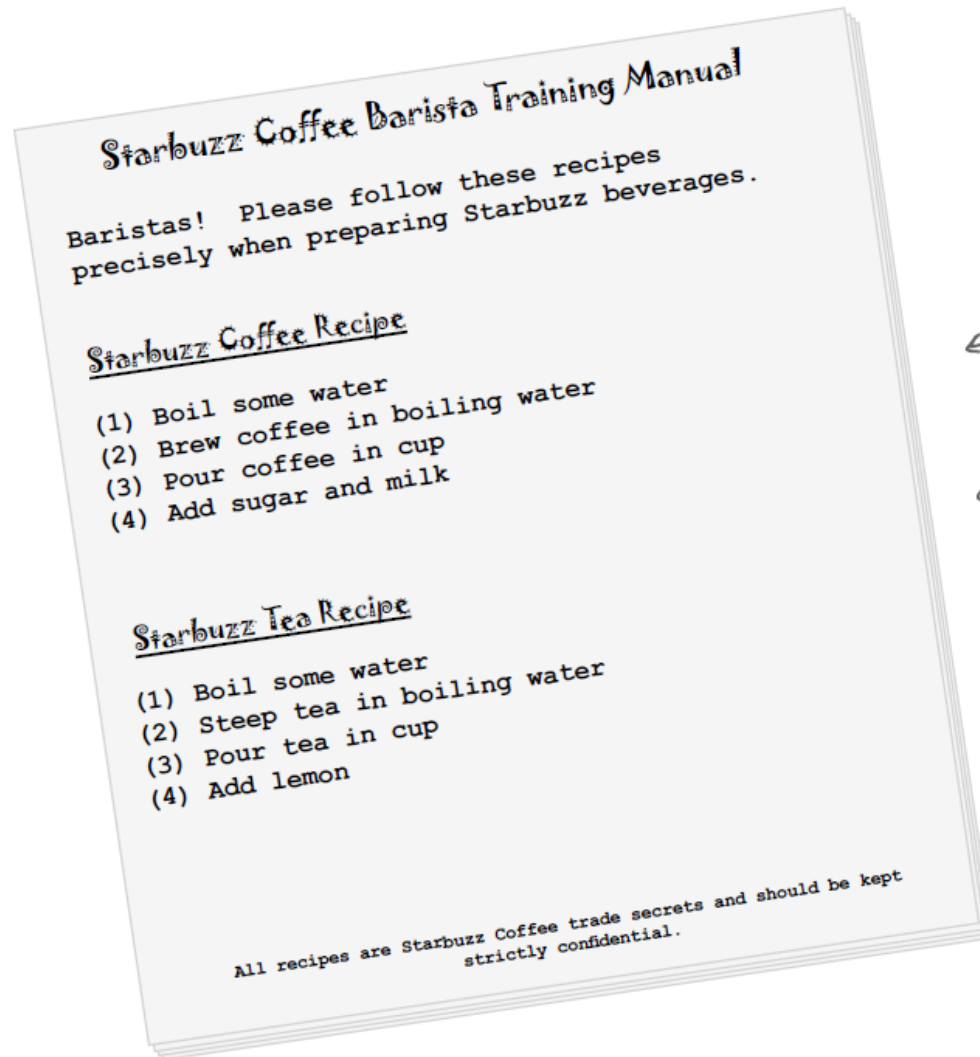 Starbuzz Coffee Barista Training Manual
Baristas!  Please follow these recipes
precisely when preparing Starbuzz beverages.
Starbuzz Coffee Recipe
(1) Boil some water
(2) Brew coffee in boiling water
(3) Pour coffee in cup
(4) Add sugar and milk
Starbuzz Tea Recipe
(1) Boil some water
(2) Steep tea in boiling water
(3) Pour tea in cup
(4) Add lemon
All recipes are Starbuzz Coffee trade secrets and should be kept
strictly confidential.